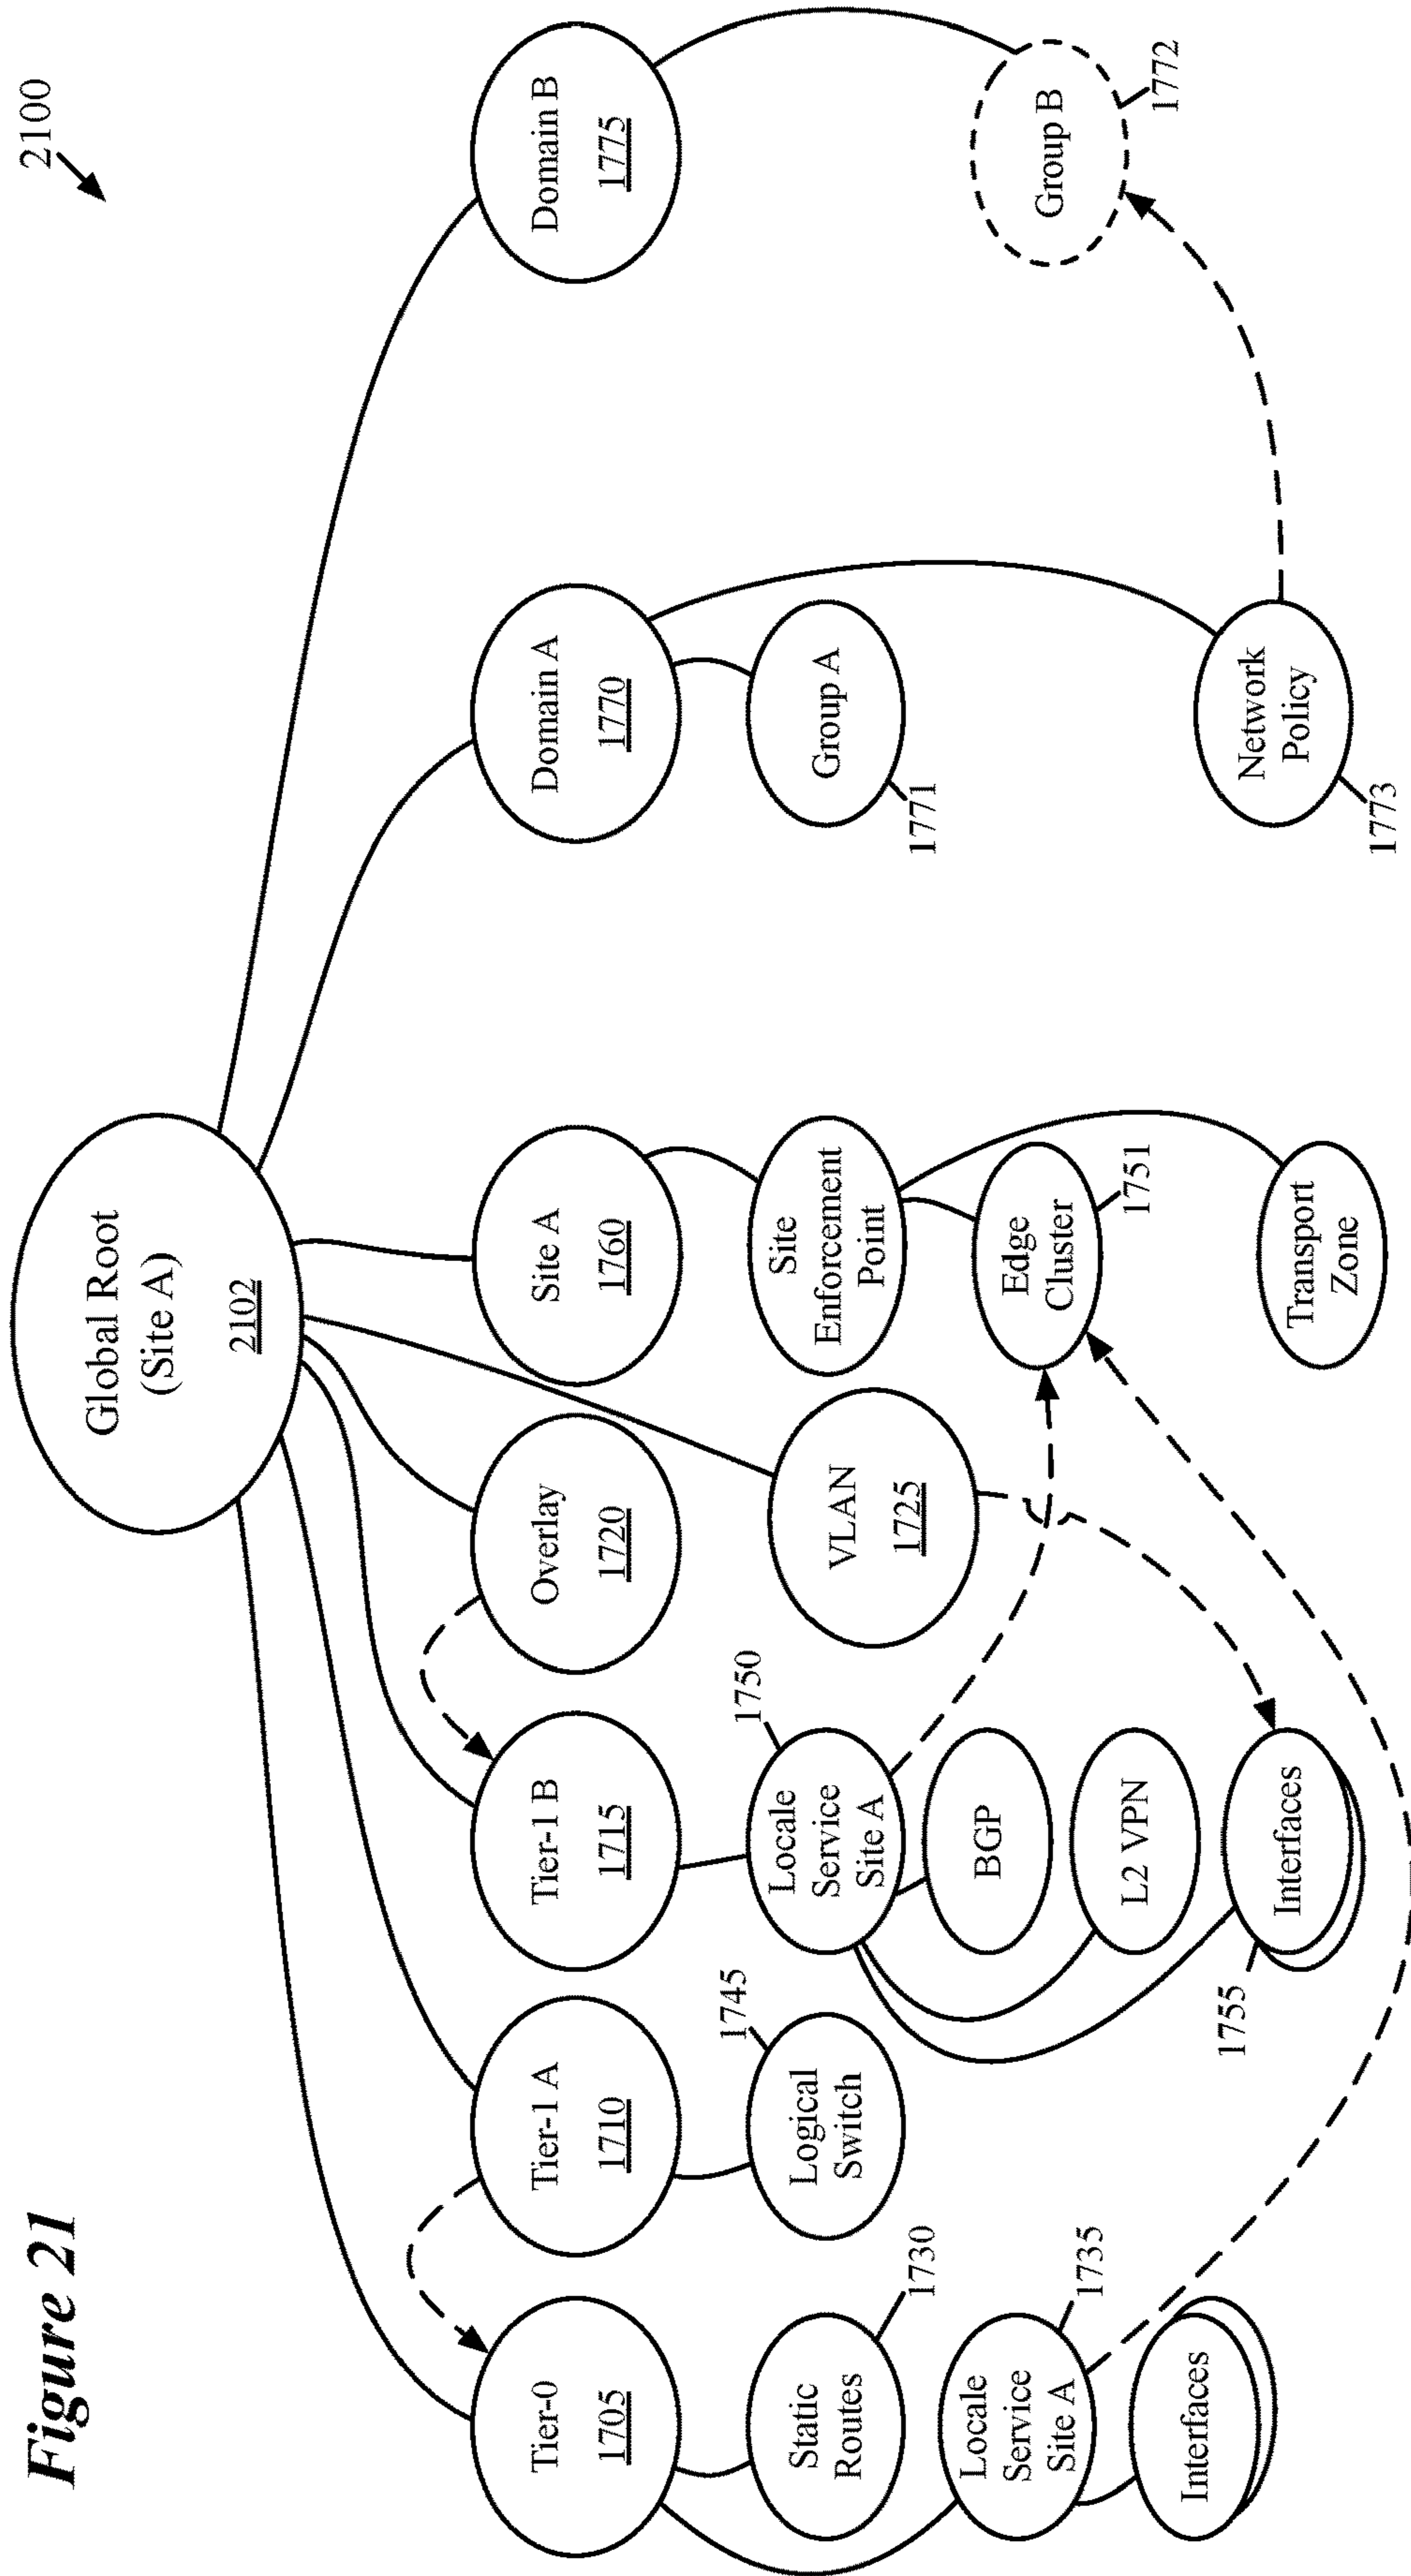 Figure 21
2100
Global Root
(Site A)
2102
Tier-0
1705
Tier-1 A
1710
Tier-1 B
1715
Overlay
1720
Site A
1760
Domain A
1770
Domain B
1775
Static
Routes
1730
Logical
Switch
1745
Locale
Service
Site A
1750
VLAN
1725
Site
Enforcement
Point
Group A
1771
Locale
Service
Site A
1735
BGP
Edge
Cluster
1751
Group B
1772
Interfaces
L2 VPN
Interfaces
1755
Transport
Zone
Network
Policy
1773